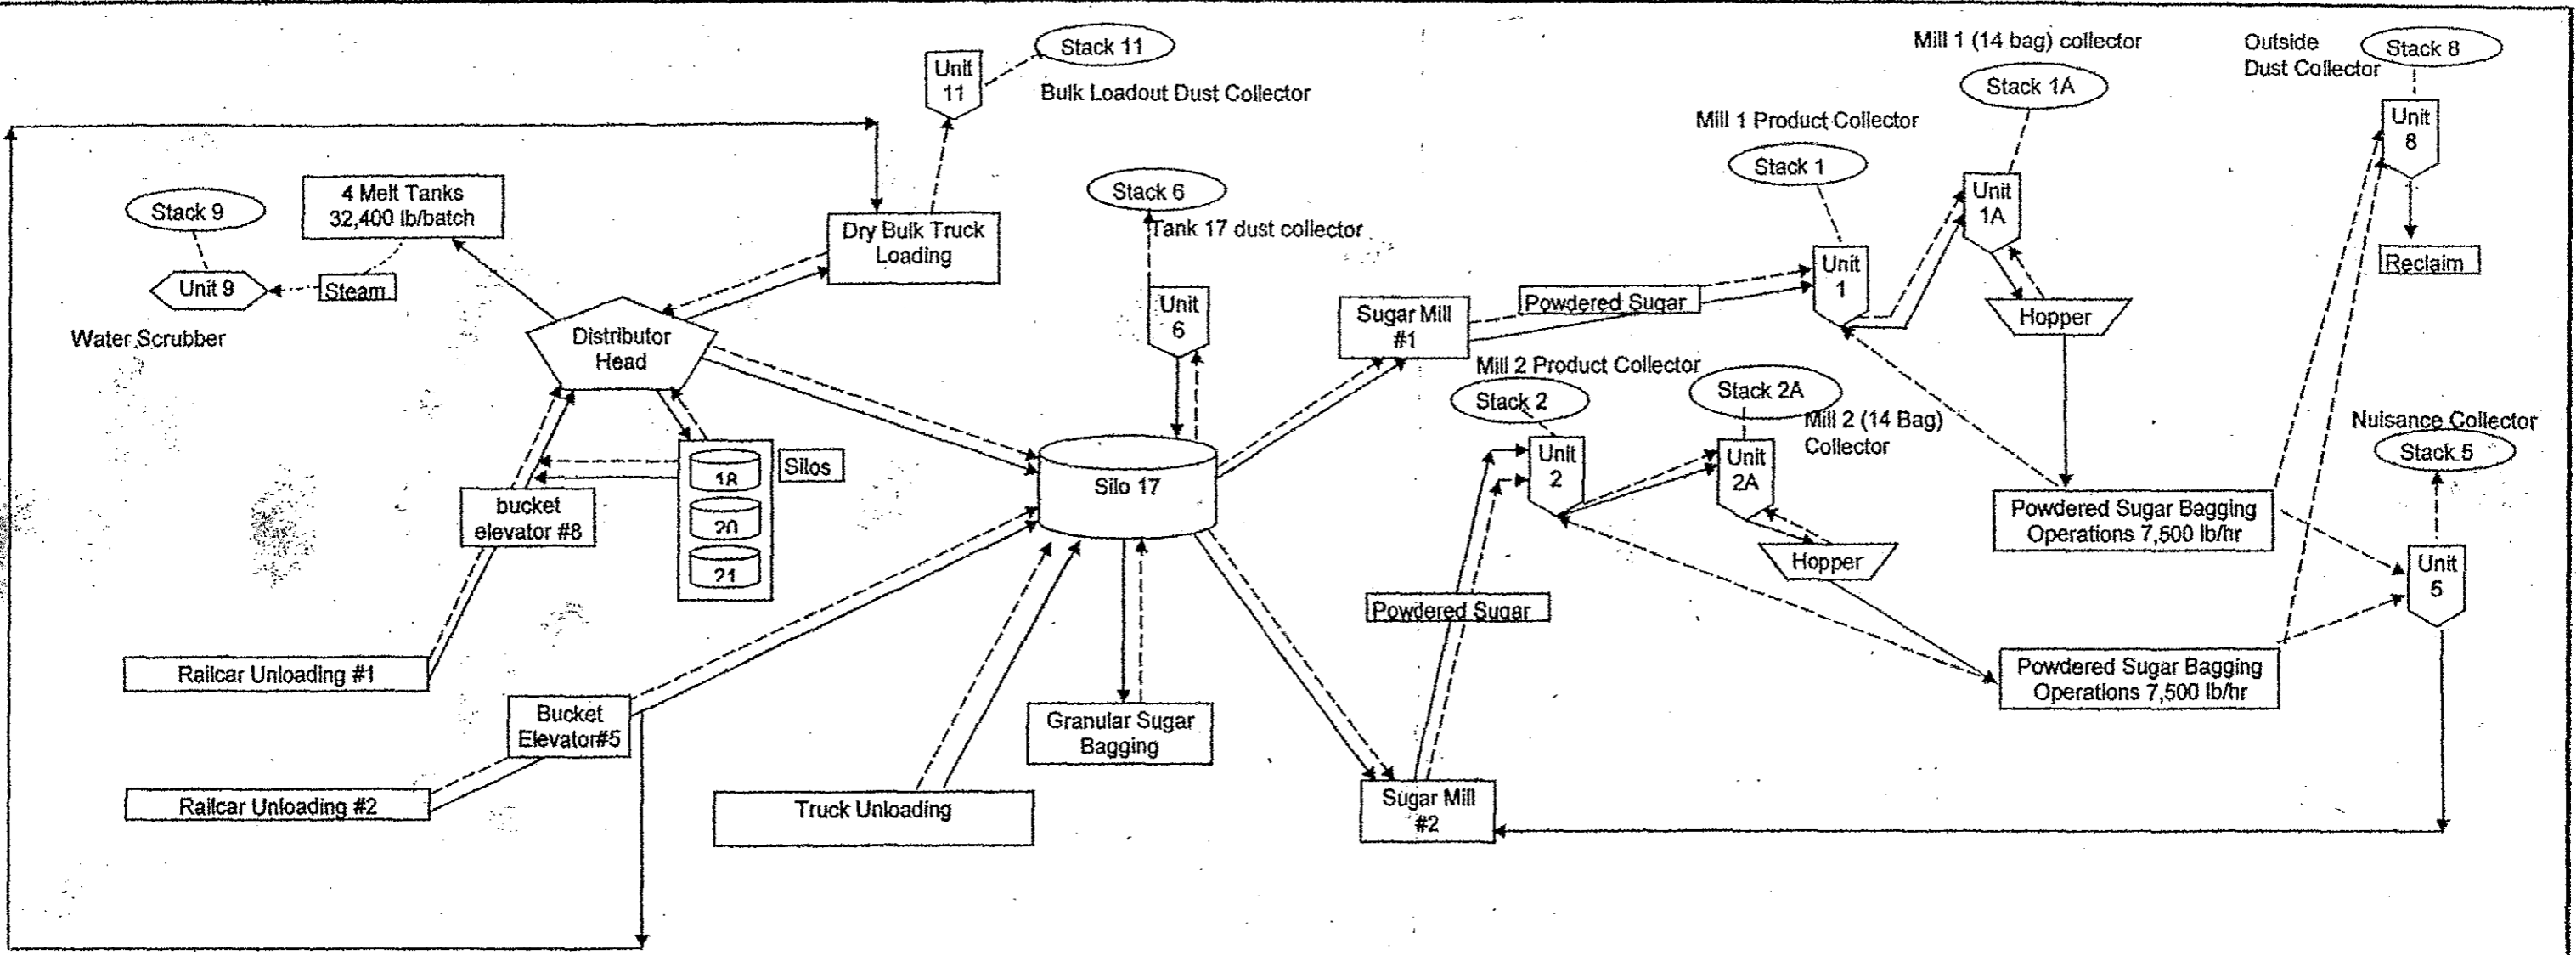 Stack 11
Unit
11
Bulk Loadout Dust Collector
Mill 1 (14 bag) collector
Stack 1A
Outside
Dust Collector
Stack 8
Unit
8
Reclaim
Mill 1 Product Collector
Stack 1
Unit
1
Unit
1A
Hopper
Stack 9
4 Melt Tanks
32,400 lb/batch
Unit 9
Steam
Water Scrubber
Dry Bulk Truck
Loading
Stack 6
Tank 17 dust collector
Unit
6
Distributor
Head
Sugar Mill
#1
Powdered Sugar
Mill 2 Product Collector
Stack 2
Stack 2A
Mill 2 (14 Bag)
Collector
Unit
2
Unit
2A
Hopper
Nuisance Collector
Stack 5
Unit
5
Silos
18
20
21
bucket
elevator #8
Silo 17
Powdered Sugar Bagging
Operations 7,500 lb/hr
Powdered Sugar
Powdered Sugar Bagging
Operations 7,500 lb/hr
Railcar Unloading #1
Bucket
Elevator#5
Granular Sugar
Bagging
Railcar Unloading #2
Truck Unloading
Sugar Mill
#2